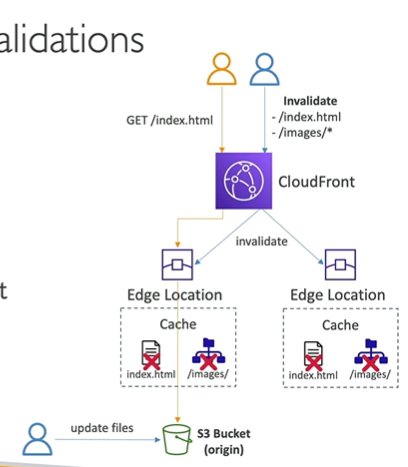 alidations
GET /index.html
Invalidate
- /index.html
- /images/*
CloudFront
invalidate
t
Edge Location
Edge Location
Cache
Cache
index.html
/images/
index.html
/images/
update files
S3 Bucket
(origin)